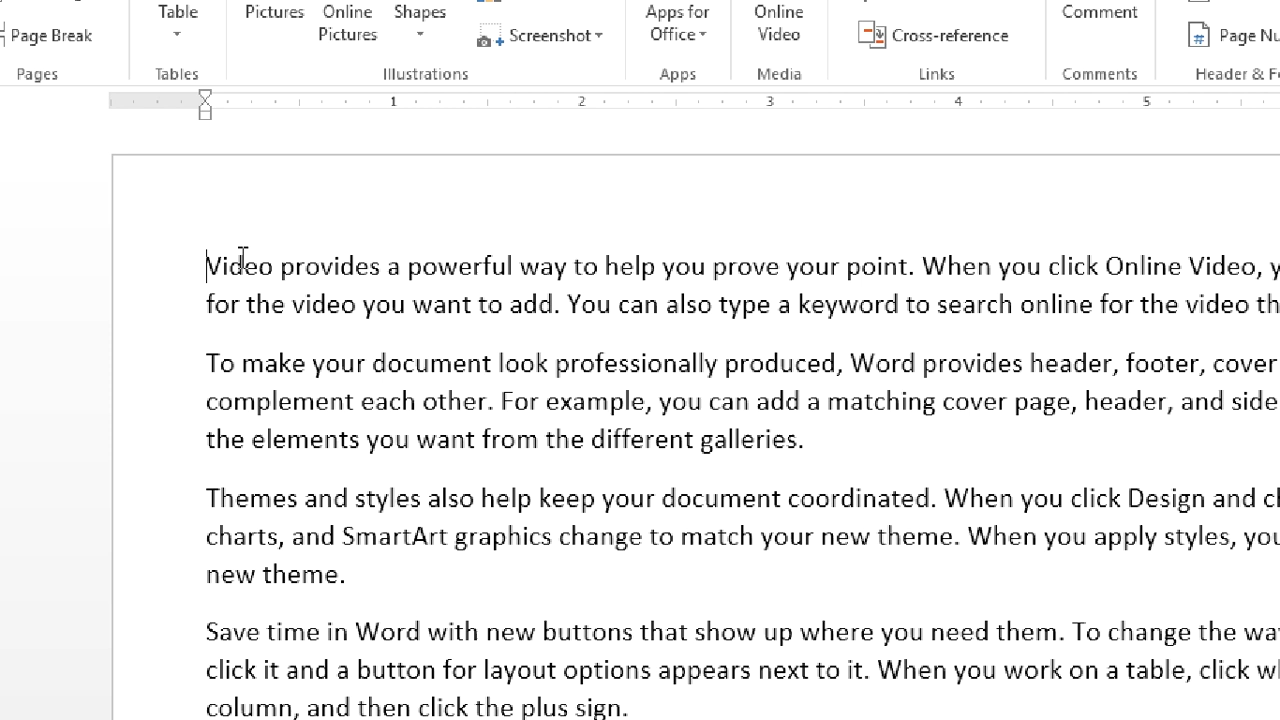 Table Pictures Online Pictures Shapes Apps for Office Online Video Comment
Page Break Screenshot Cross-reference Page Nu
Pages Tables Illustrations Apps Media Links Comments Header & Fo
1 2 3 4 5
Video provides a powerful way to help you prove your point. When you click Online Video, y
for the video you want to add. You can also type a keyword to search online for the video th
To make your document look professionally produced, Word provides header, footer, cover
complement each other. For example, you can add a matching cover page, header, and side
the elements you want from the different galleries.
Themes and styles also help keep your document coordinated. When you click Design and ch
charts, and SmartArt graphics change to match your new theme. When you apply styles, you
new theme.
Save time in Word with new buttons that show up where you need them. To change the way
click it and a button for layout options appears next to it. When you work on a table, click wh
column, and then click the plus sign.